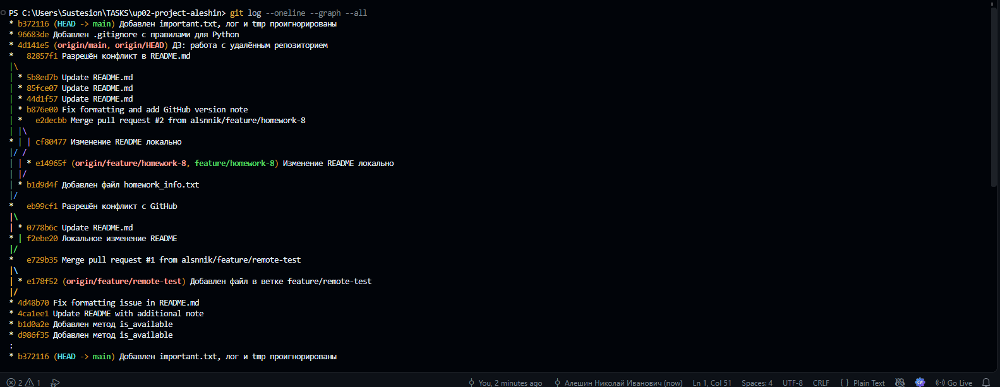 PS C:\Users\Sustesion\TASKS\up02-project-aleshin> git log --oneline --graph --all
* b372116 (HEAD -> main) Добавлен important.txt, лог и tmp проигнорированы
* 96683de Добавлен .gitignore с правилами для Python
* 4d141e5 (origin/main, origin/HEAD) ДЗ: работа с удалённым репозиторием
*   82857f1 Разрешён конфликт в README.md
|\
| * 5b8ed7b Update README.md
| * 85fce07 Update README.md
| * 44d1f57 Update README.md
| * b876e00 Fix formatting and add GitHub version note
| *   e2decbb Merge pull request #2 from alsnnik/feature/homework-8
| |\
* | | cf80477 Изменение README локально
|/ /
| | * e14965f (origin/feature/homework-8, feature/homework-8) Изменение README локально
| |/
| * b1d9d4f Добавлен файл homework_info.txt
|/
*   eb99cf1 Разрешён конфликт с GitHub
|\
| * 0778b6c Update README.md
* | f2ebe20 Локальное изменение README
|/
*   e729b35 Merge pull request #1 from alsnnik/feature/remote-test
|\
| * e178f52 (origin/feature/remote-test) Добавлен файл в ветке feature/remote-test
|/
* 4d48b70 Fix formatting issue in README.md
* 4ca1ee1 Update README with additional note
* b1d0a2e Добавлен метод is_available
* d986f35 Добавлен метод is_available
:
* b372116 (HEAD -> main) Добавлен important.txt, лог и tmp проигнорированы
2 1 You, 2 minutes ago Алешин Николай Иванович (now) Ln 1, Col 51 Spaces: 4 UTF-8 CRLF { } Plain Text Go Live